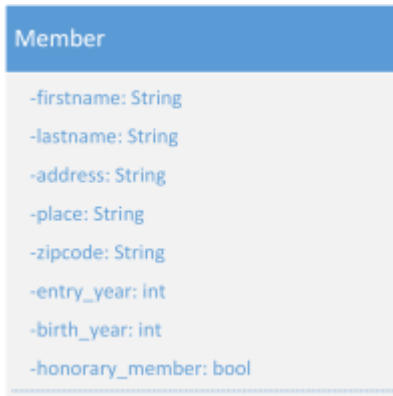 Member
-firstname: String
-lastname: String
-address: String
-place: String
-zipcode: String
-entry_year: int
-birth_year: int
-honorary_member: bool